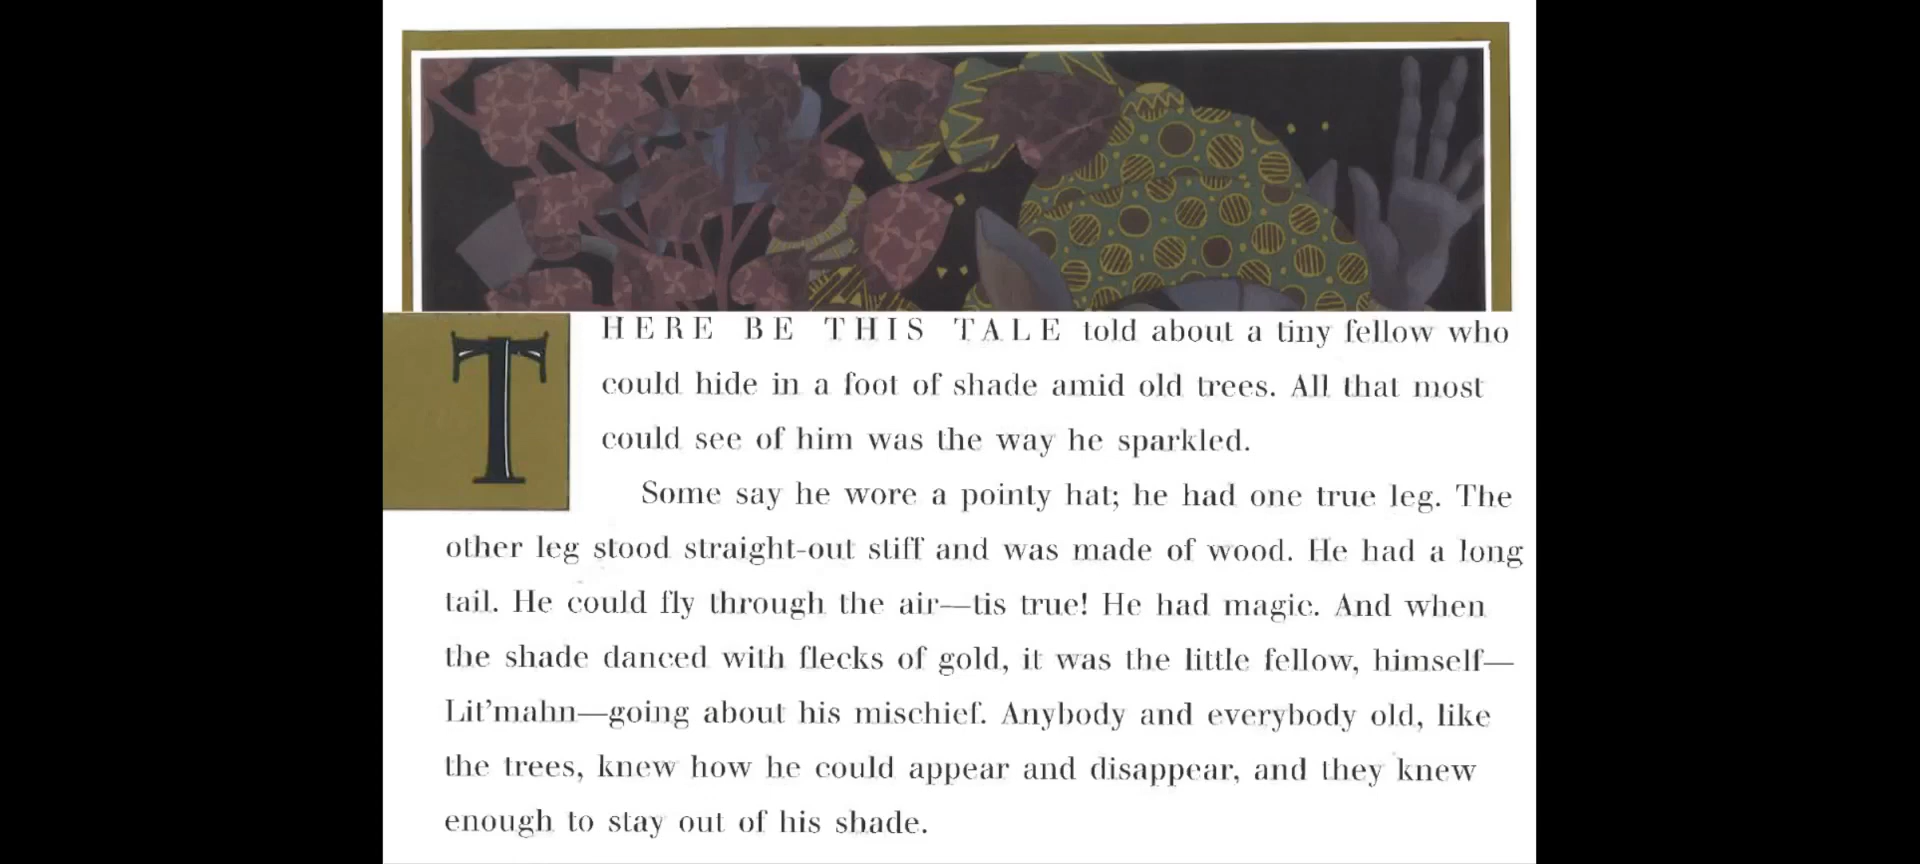 THERE BE THIS TALE told about a tiny fellow who
could hide in a foot of shade amid old trees. All that most
could see of him was the way he sparkled.
Some say he wore a pointy hat; he had one true leg. The
other leg stood straight-out stiff and was made of wood. He had a long
tail. He could fly through the air—tis true! He had magic. And when
the shade danced with flecks of gold, it was the little fellow, himself—
Lit’mahn—going about his mischief. Anybody and everybody old, like
the trees, knew how he could appear and disappear, and they knew
enough to stay out of his shade.